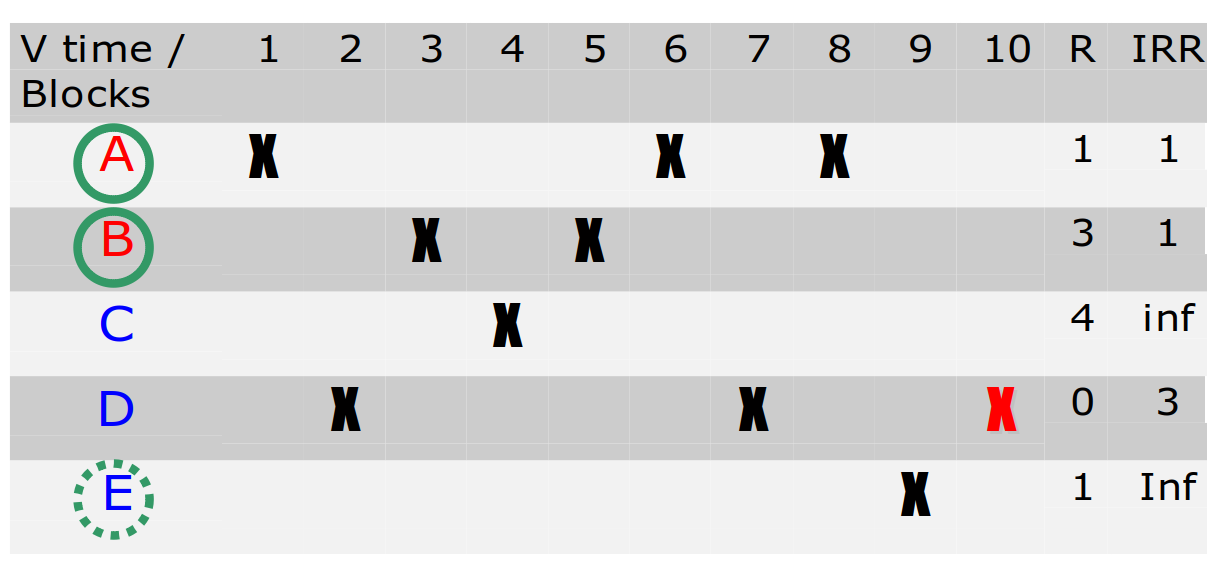 V time / 1 2 3 4 5 6 7 8 9 10 R IRR
Blocks
A X X X 1 1
B X X 3 1
C X 4 inf
D X X X 0 3
E X 1 Inf